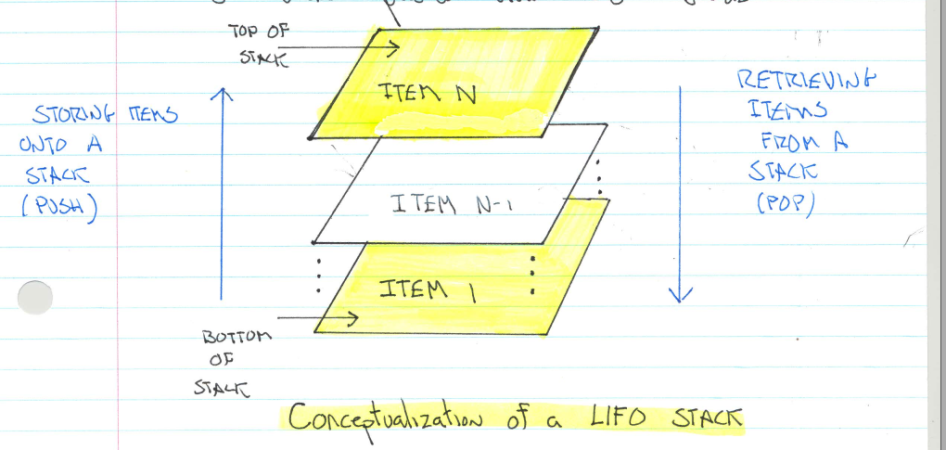 TOP OF
STACK
ITEM N
STORING ITEMS
ONTO A
STACK
(PUSH)
RETRIEVING
ITEMS
FROM A
STACK
(POP)
ITEM N-1
ITEM 1
BOTTOM
OF
STACK
Conceptualization of a LIFO STACK